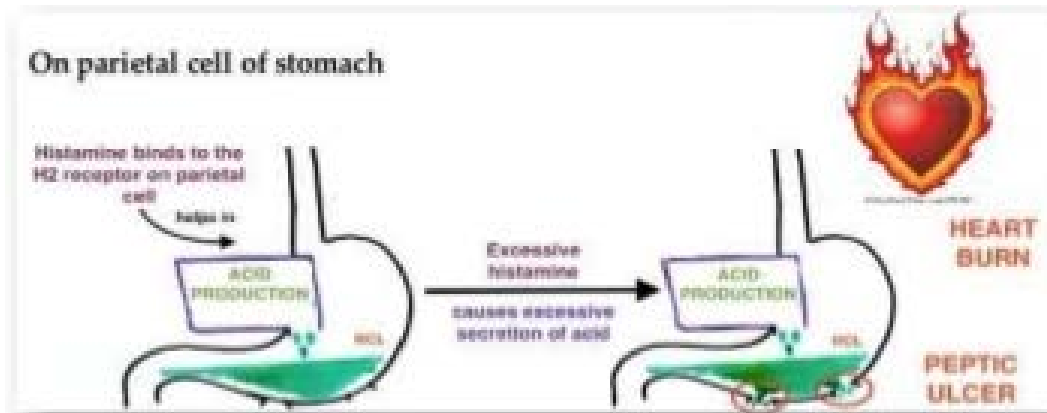 On parietal cell of stomach
Histamine binds to the
H2 receptor on parietal
cell
helps in
ACID
PRODUCTION
HCL
Excessive
histamine
causes excessive
secretion of acid
ACID
PRODUCTION
HCL
HEART
BURN
PEPTIC
ULCER